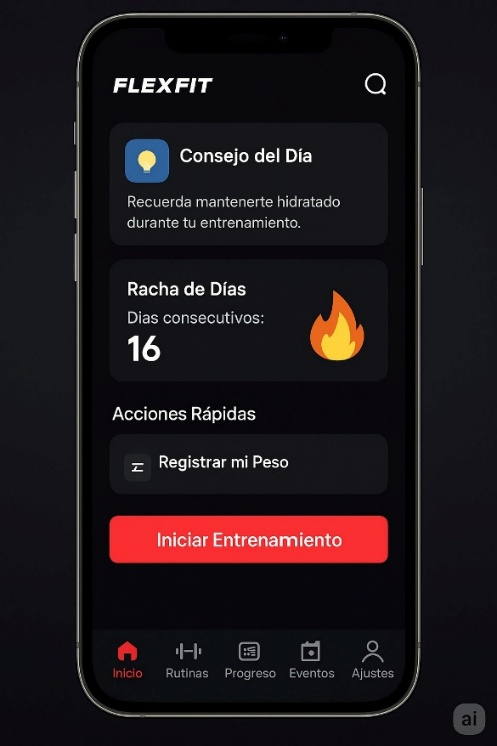 FLEXFIT
Consejo del Día
Recuerda mantenerte hidratado
durante tu entrenamiento.
Racha de Días
Dias consecutivos:
16
Acciones Rápidas
Registrar mi Peso
Iniciar Entrenamiento
Inicio
Rutinas
Progreso
Eventos
Ajustes
ai